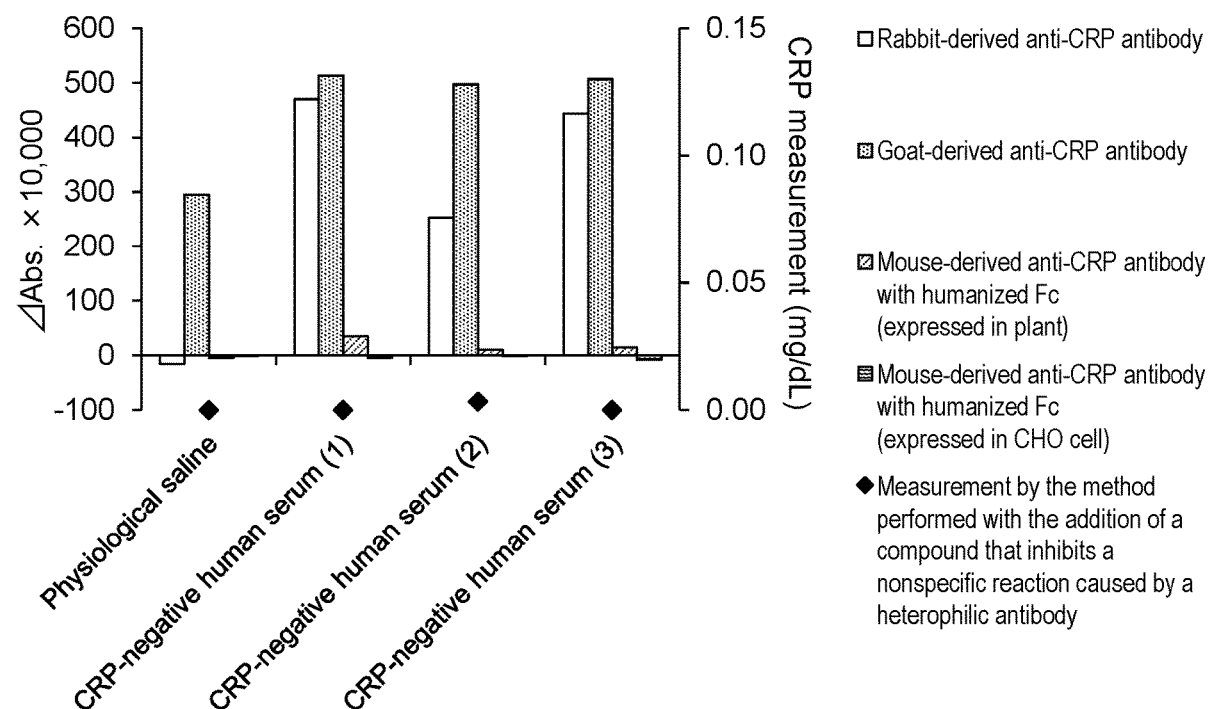 600
500
400
300
200
100
0
-100
⊿Abs. × 10,000
0.15
0.10
0.05
0.00
CRP measurement (mg/dL)
Physiological saline
CRP-negative human serum (1)
CRP-negative human serum (2)
CRP-negative human serum (3)
Rabbit-derived anti-CRP antibody
Goat-derived anti-CRP antibody
Mouse-derived anti-CRP antibody
with humanized Fc
(expressed in plant)
Mouse-derived anti-CRP antibody
with humanized Fc
(expressed in CHO cell)
Measurement by the method
performed with the addition of a
compound that inhibits a
nonspecific reaction caused by a
heterophilic antibody